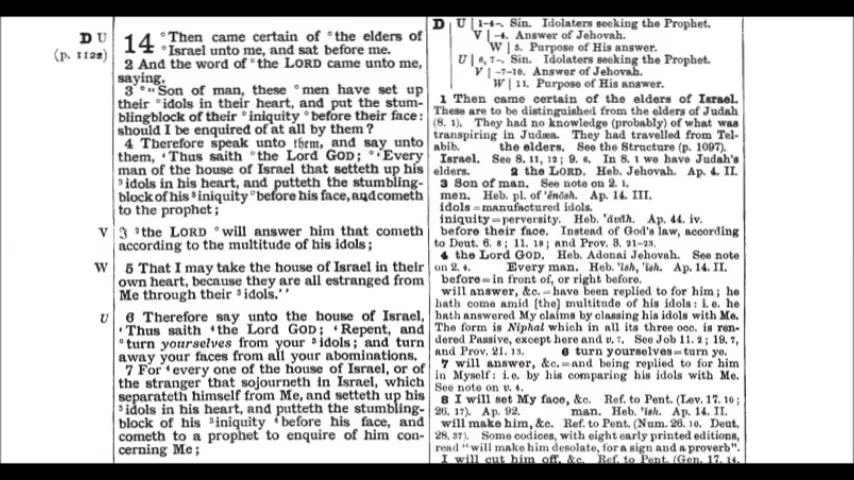 D U
(p. 1122)
14 °Then came certain of °the elders of
°Israel unto me, and sat before me.
2 And the word of °the LORD came unto me,
saying,
3 °"Son of man, these °men have set up
their °idols in their heart, and put the stum-
blingblock of their °iniquity °before their face:
should I be enquired of at all by them?
4 Therefore speak unto them, and say unto
them, 'Thus saith °the Lord GOD; °'Every
man of the house of Israel that setteth up his
³idols in his heart, and putteth the stumbling-
block of his ³iniquity °before his face, and cometh
to the prophet;
V
3 ²the LORD °will answer him that cometh
according to the multitude of his idols;
W
5 That I may take the house of Israel in their
own heart, because they are all estranged from
Me through their ³idols.''
U
6 Therefore say unto the house of Israel,
'Thus saith ⁴the Lord GOD; 'Repent, and
°turn yourselves from your ³idols; and turn
away your faces from all your abominations.
7 For ⁴every one of the house of Israel, or of
the stranger that sojourneth in Israel, which
separateth himself from Me, and setteth up his
³idols in his heart, and putteth the stumbling-
block of his ³iniquity ⁴before his face, and
cometh to a prophet to enquire of him con-
cerning Me;
D U | 1-4-. Sin. Idolaters seeking the Prophet.
V | -4. Answer of Jehovah.
W | 5. Purpose of His answer.
U | 6, 7-. Sin. Idolaters seeking the Prophet.
V | -7-10. Answer of Jehovah.
W | 11. Purpose of His answer.
1 Then came certain of the elders of Israel.
These are to be distinguished from the elders of Judah
(8. 1). They had no knowledge (probably) of what was
transpiring in Judæa. They had travelled from Tel-
abib. the elders. See the Structure (p. 1097).
Israel. See 8. 11, 12; 9. 6. In 8. 1 we have Judah's
elders. 2 the LORD. Heb. Jehovah. Ap. 4. II.
3 Son of man. See note on 2. 1.
men. Heb. pl. of 'ěnōsh. Ap. 14. III.
idols = manufactured idols.
iniquity = perversity. Heb. 'avāh. Ap. 44. iv.
before their face. Instead of God's law, according
to Deut. 6. 8; 11. 18; and Prov. 3. 21-23.
4 the Lord GOD. Heb. Adonai Jehovah. See note
on 2. 4. Every man. Heb. 'ish, 'ish. Ap. 14. II.
before = in front of, or right before.
will answer, &c. = have been replied to for him; he
hath come amid [the] multitude of his idols: i.e. he
hath answered My claims by classing his idols with Me.
The form is Niphal which in all its three occ. is ren-
dered Passive, except here and v. 7. See Job 11. 2; 19. 7,
and Prov. 21. 13. 6 turn yourselves = turn ye.
7 will answer, &c. = and being replied to for him
in Myself: i.e. by his comparing his idols with Me.
See note on v. 4.
8 I will set My face, &c. Ref. to Pent. (Lev. 17. 10;
26. 17). Ap. 92. man. Heb. 'ish. Ap. 14. II.
will make him, &c. Ref. to Pent. (Num. 26. 10. Deut.
28. 37). Some codices, with eight early printed editions,
read "will make him desolate, for a sign and a proverb".
I will cut him off, &c. Ref. to Pent. (Gen. 17. 14.